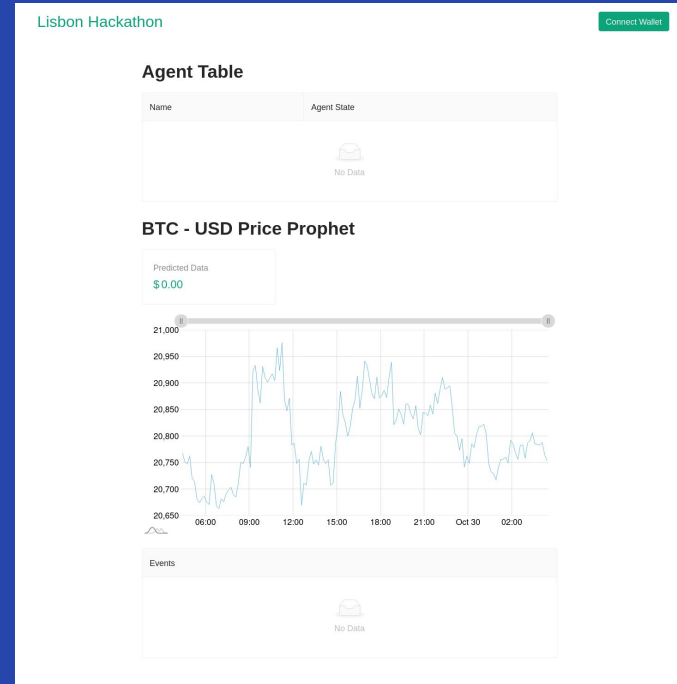 Lisbon Hackathon
Connect Wallet
Agent Table
Name Agent State
No Data
BTC - USD Price Prophet
Predicted Data
$ 0.00
21,000
20,950
20,900
20,850
20,800
20,750
20,700
20,650
06:00 09:00 12:00 15:00 18:00 21:00 Oct 30 02:00
Events
No Data